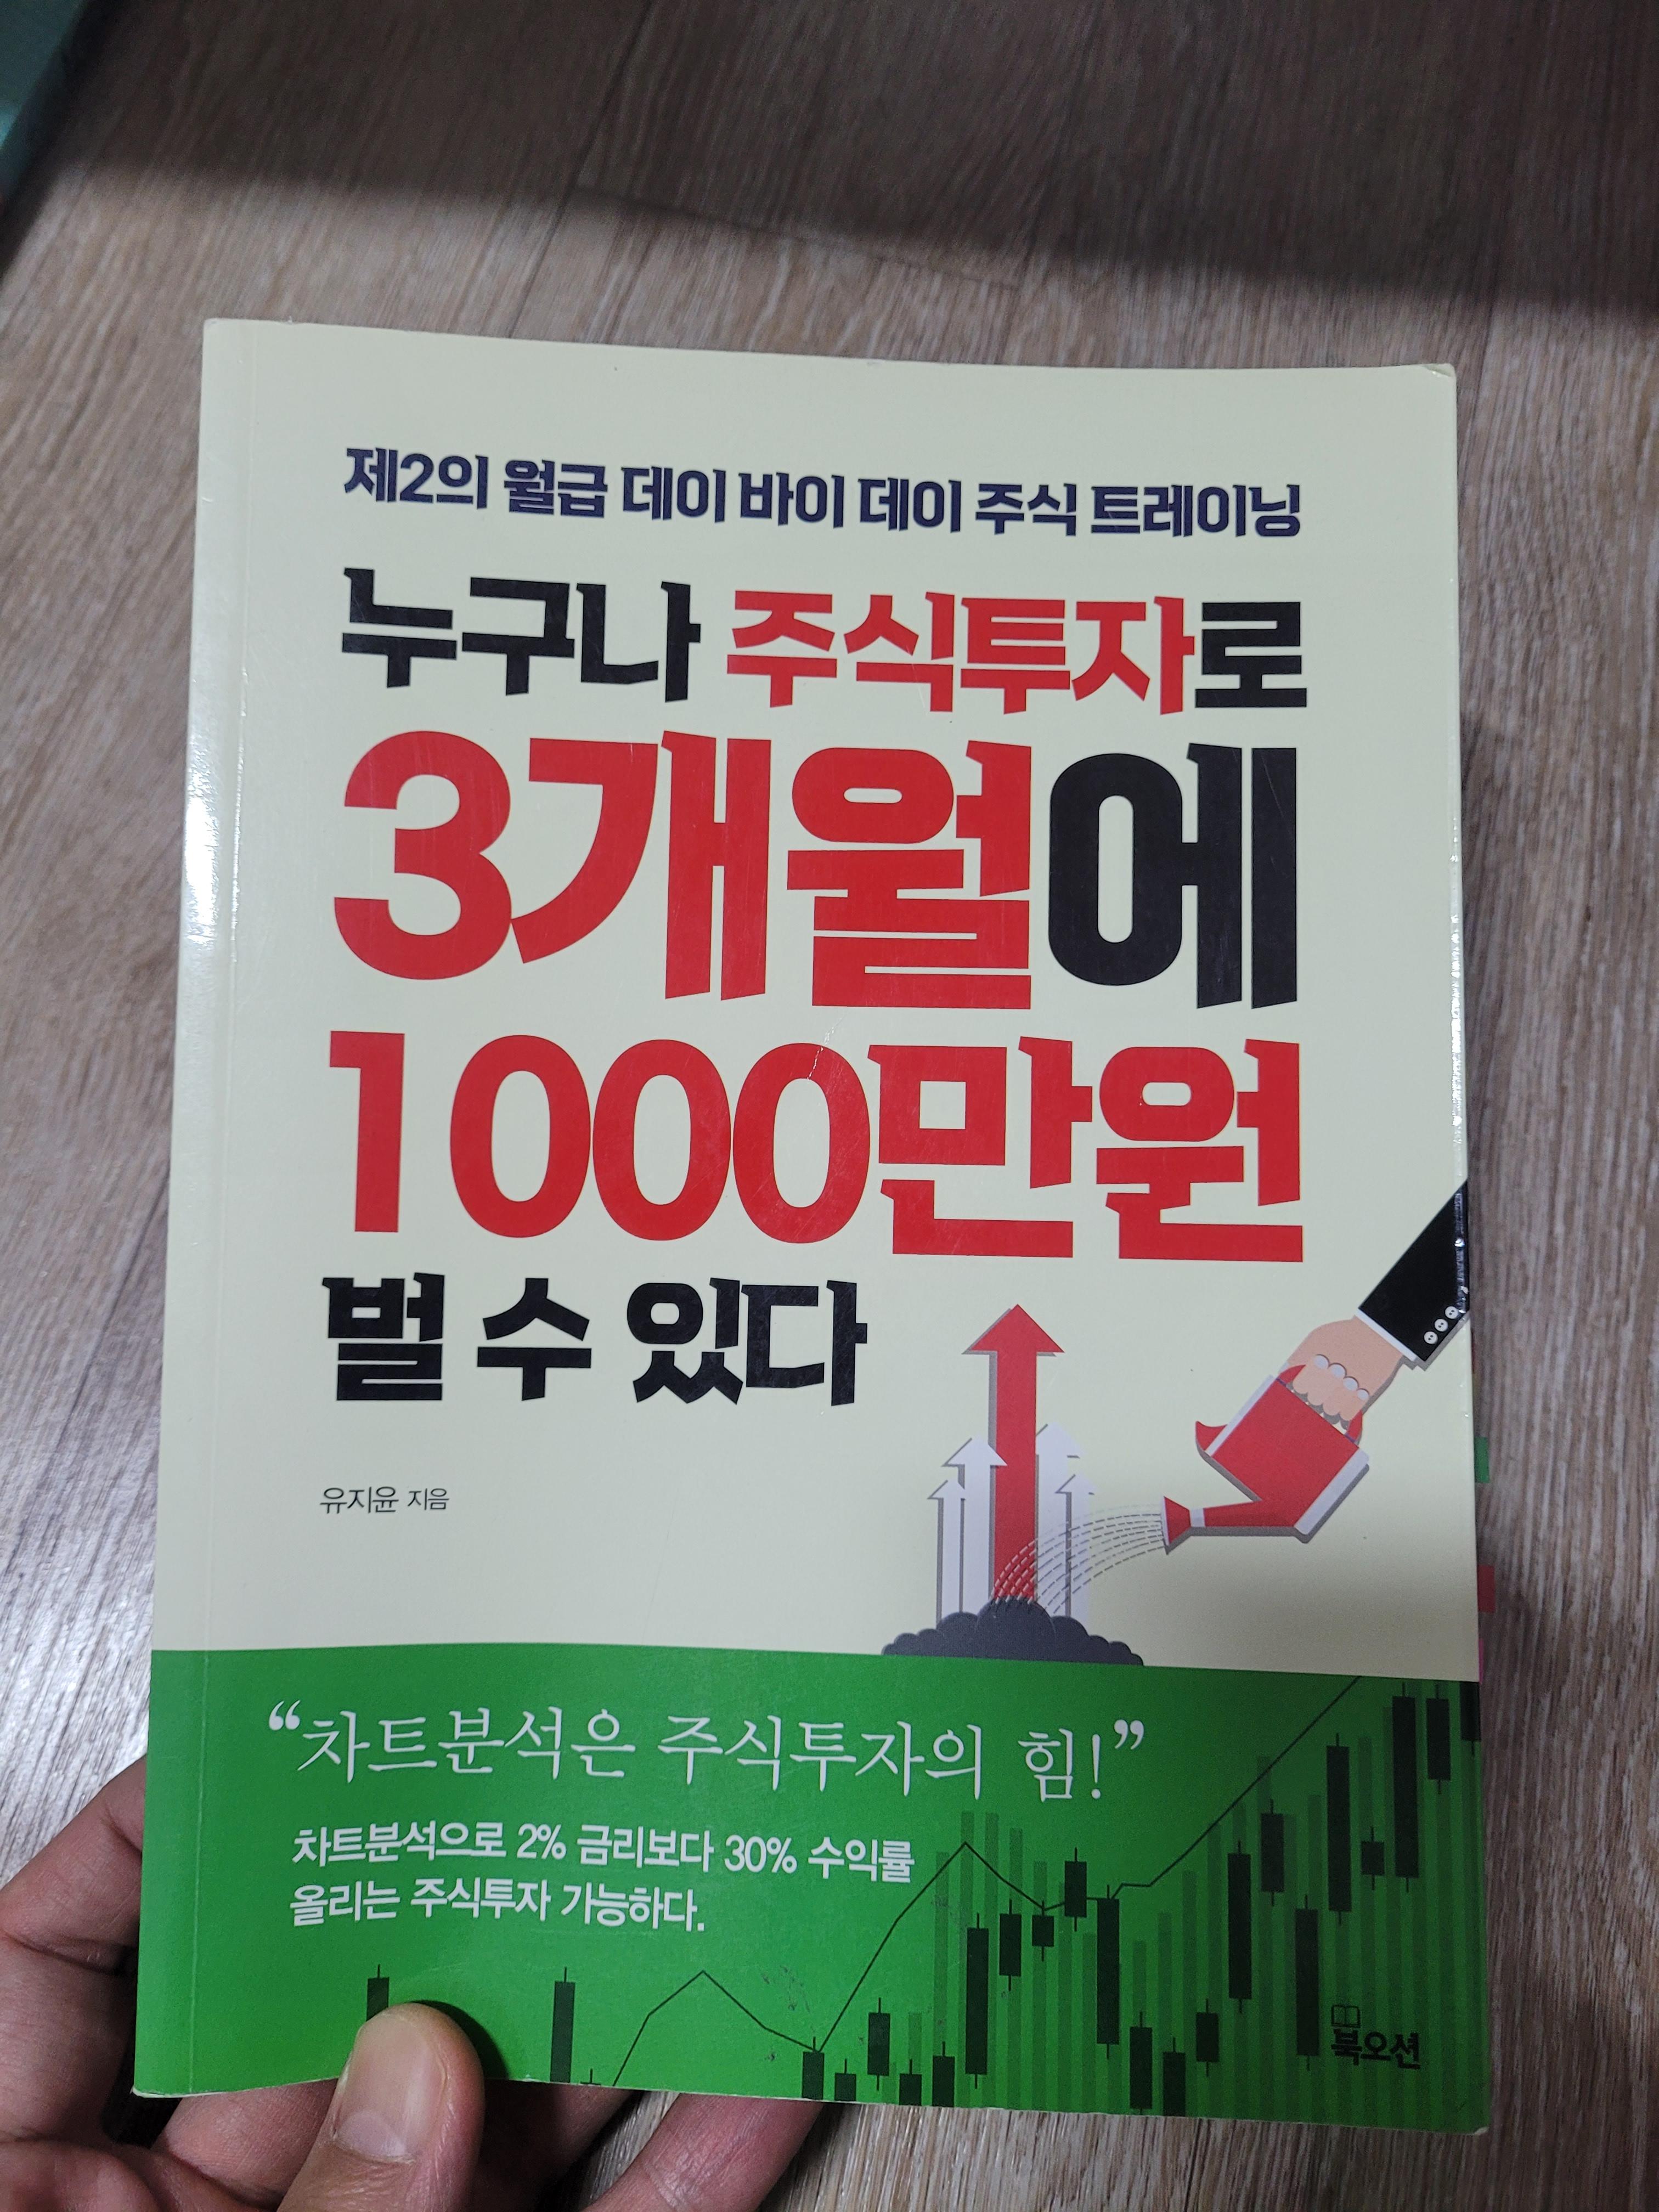 제2의 월급 데이 바이 데이 주식 트레이닝
누구나 주식투자로
3개월에
1000만원
벌 수 있다
유지윤 지음
“차트분석은 주식투자의 힘!”
차트분석으로 2% 금리보다 30% 수익률
올리는 주식투자 가능하다.
북오션